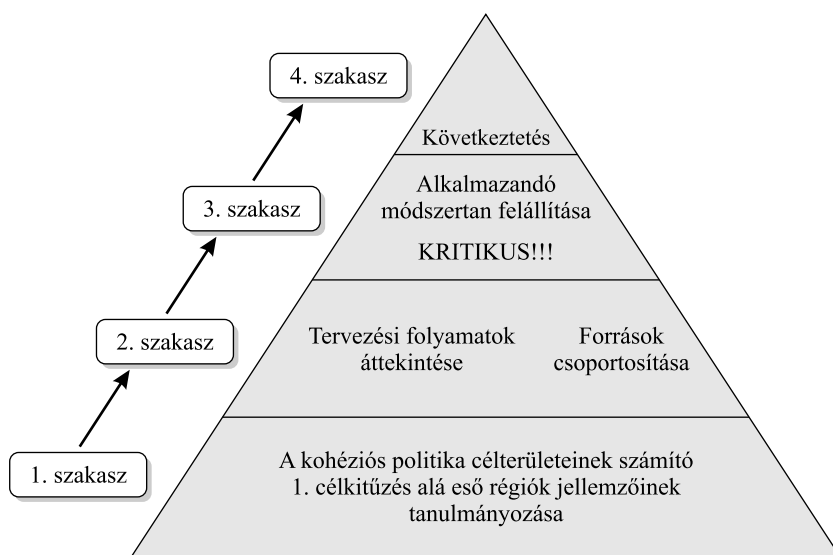 4. szakasz
Következtetés
3. szakasz
Alkalmazandó
módszertan felállítása
KRITIKUS!!!
2. szakasz
Tervezési folyamatok
áttekintése
Források
csoportosítása
1. szakasz
A kohéziós politika célterületeinek számító
1. célkitűzés alá eső régiók jellemzőinek
tanulmányozása